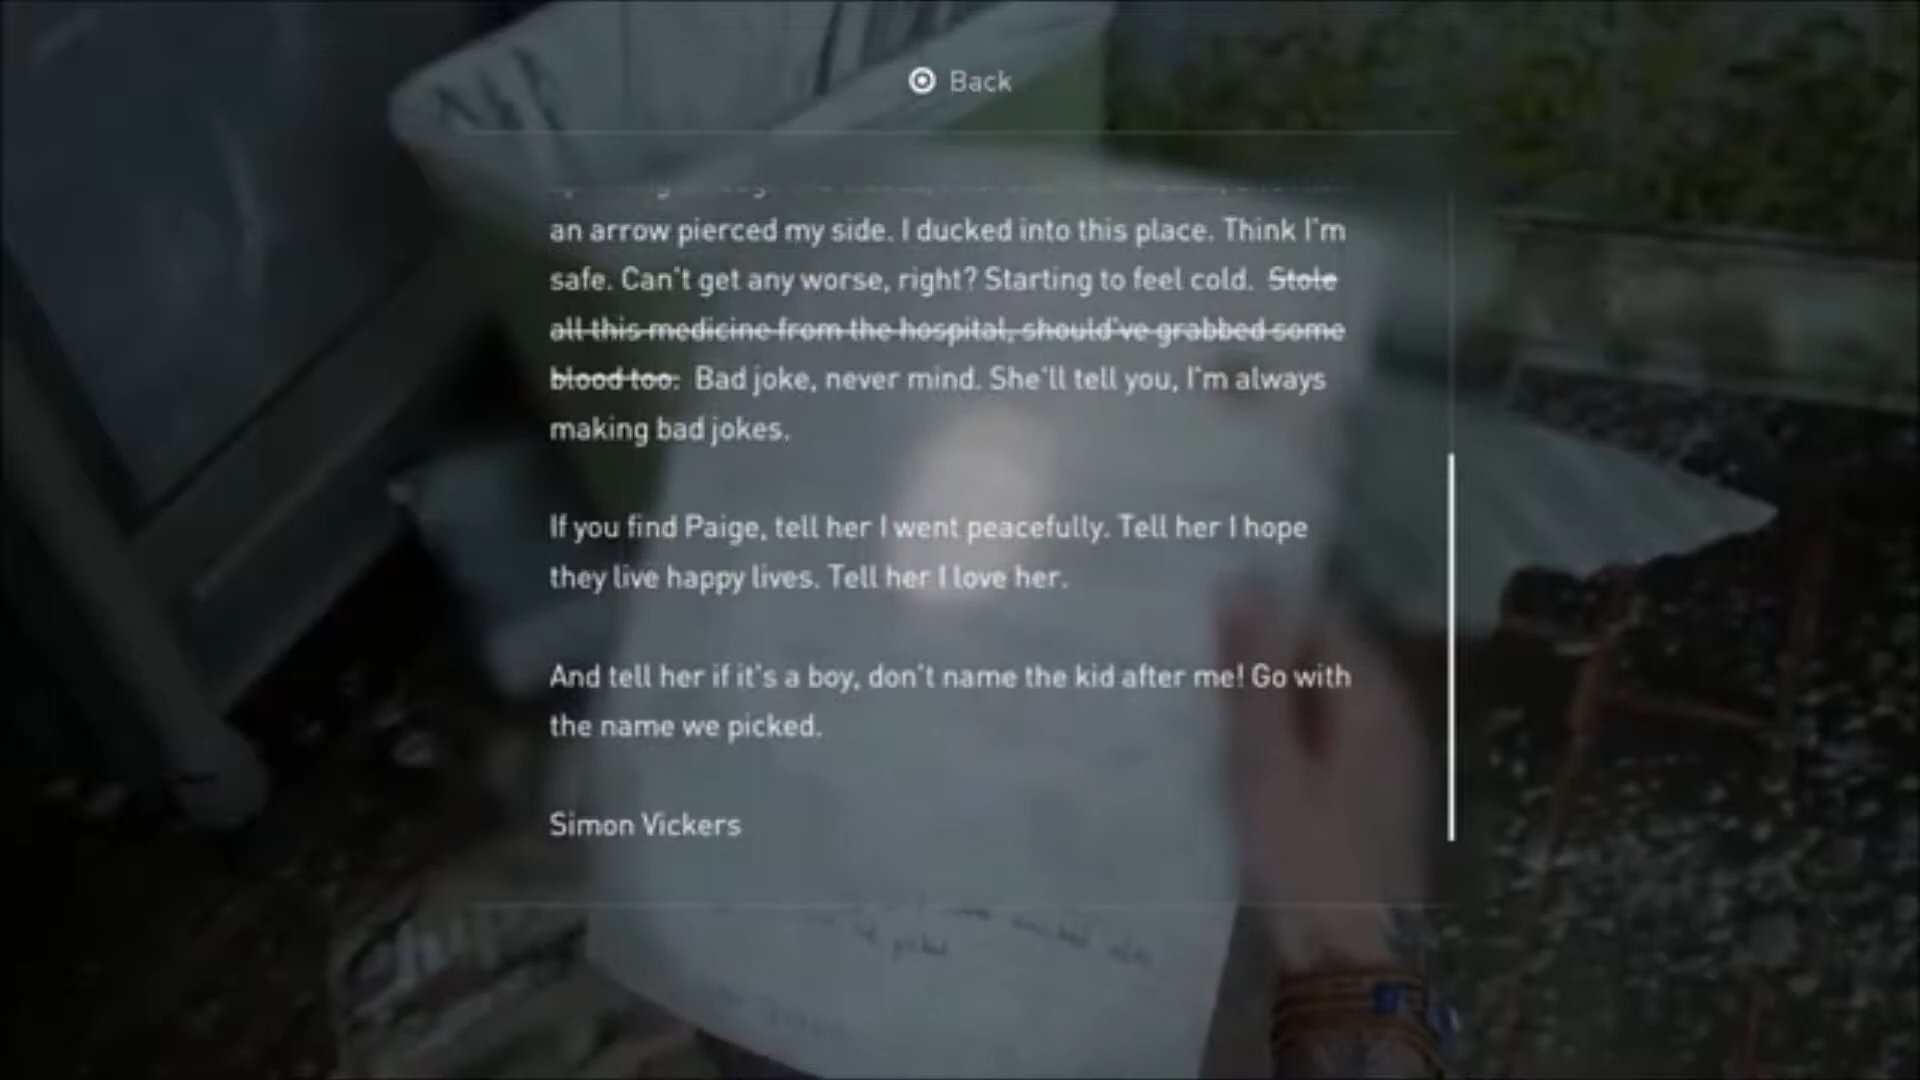 Back
an arrow pierced my side. I ducked into this place. Think I'm
safe. Can't get any worse, right? Starting to feel cold. Stole
all this medicine from the hospital, should've grabbed some
blood too. Bad joke, never mind. She'll tell you, I'm always
making bad jokes.
If you find Paige, tell her I went peacefully. Tell her I hope
they live happy lives. Tell her I love her.
And tell her if it's a boy, don't name the kid after me! Go with
the name we picked.
Simon Vickers